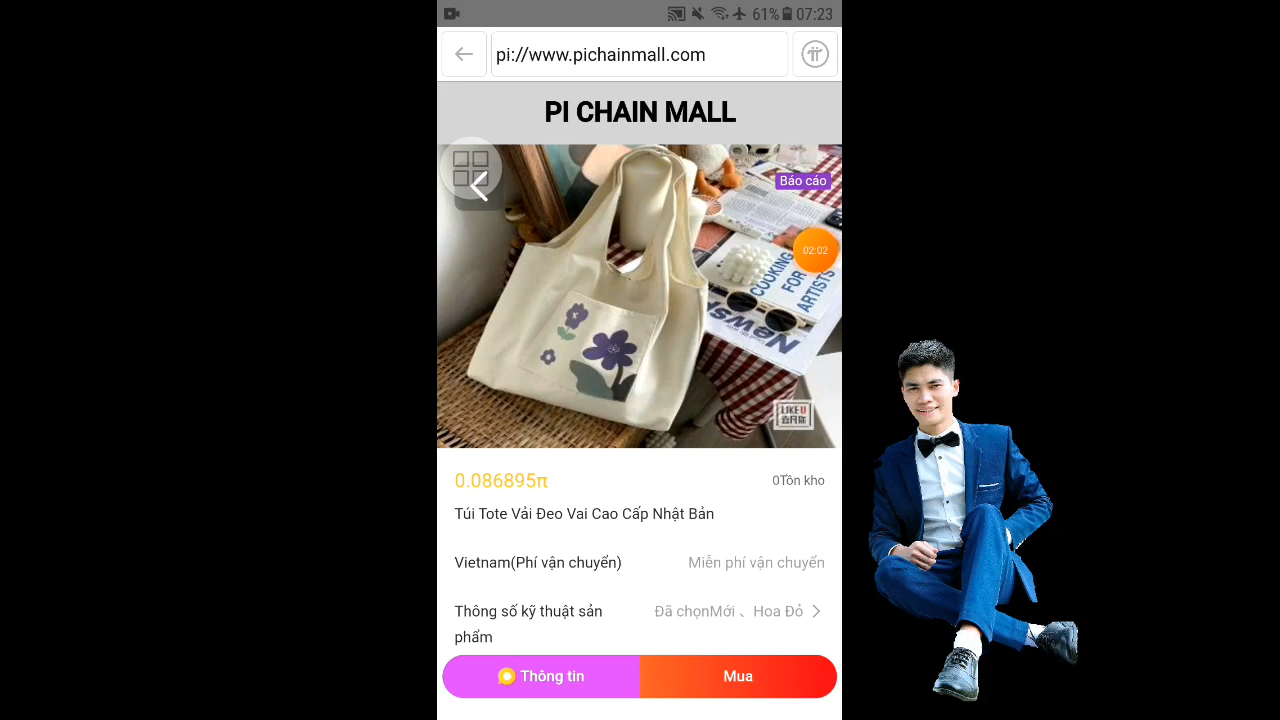 61% 07:23
pi://www.pichainmall.com
PI CHAIN MALL
Báo cáo
02:02
COOKING
FOR
ARTISTS
News
LIKEU
0.086895π
0Tồn kho
Túi Tote Vải Đeo Vai Cao Cấp Nhật Bản
Vietnam(Phí vận chuyển)
Miễn phí vận chuyển
Thông số kỹ thuật sản
phẩm
Đã chọnMới 、Hoa Đỏ
Thông tin
Mua